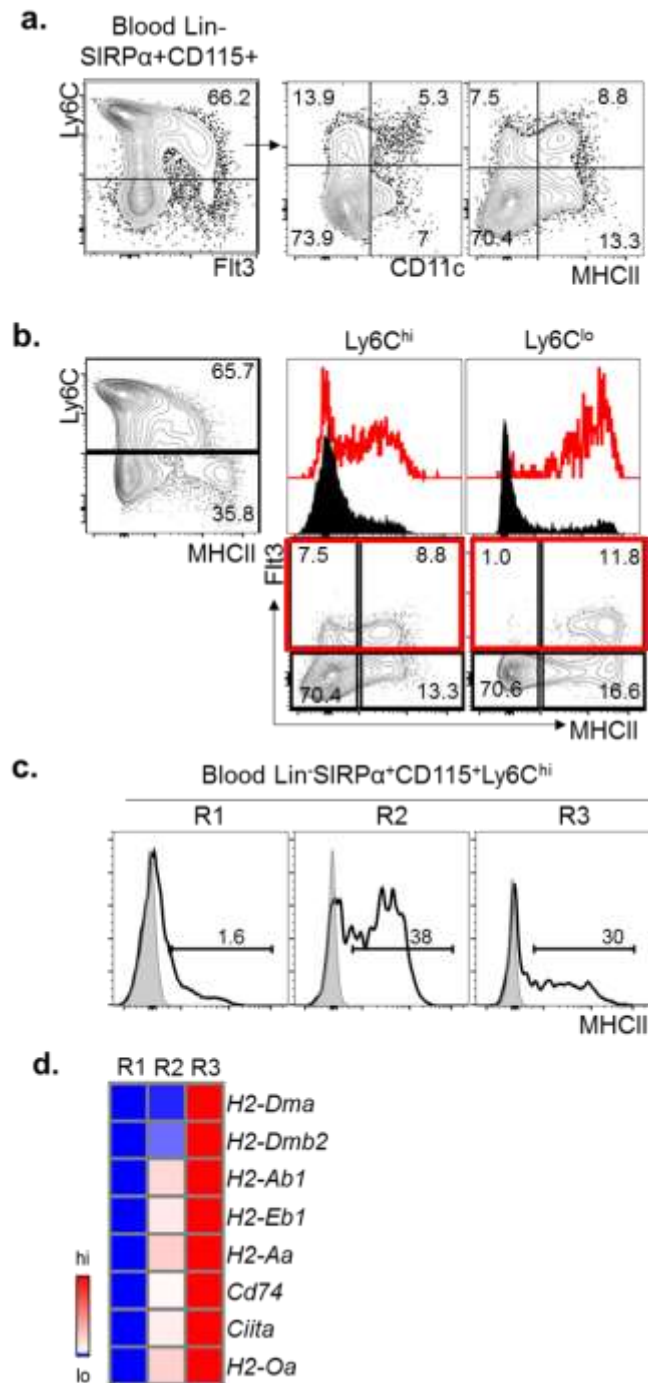 a.
Blood Lin-
SIRPα+CD115+
Ly6C
66.2
Flt3
13.9
5.3
73.9
7
CD11c
7.5
8.8
70.4
13.3
MHCII
b.
Ly6C
65.7
35.8
MHCII
Ly6Chi
Ly6Clo
Flt3
7.5
8.8
70.4
13.3
1.0
11.8
70.6
16.6
MHCII
c.
Blood Lin-SIRPα+CD115+Ly6Chi
R1
R2
R3
1.6
38
30
MHCII
d.
R1 R2 R3
H2-Dma
H2-Dmb2
H2-Ab1
H2-Eb1
H2-Aa
Cd74
Ciita
H2-Oa
hi
lo